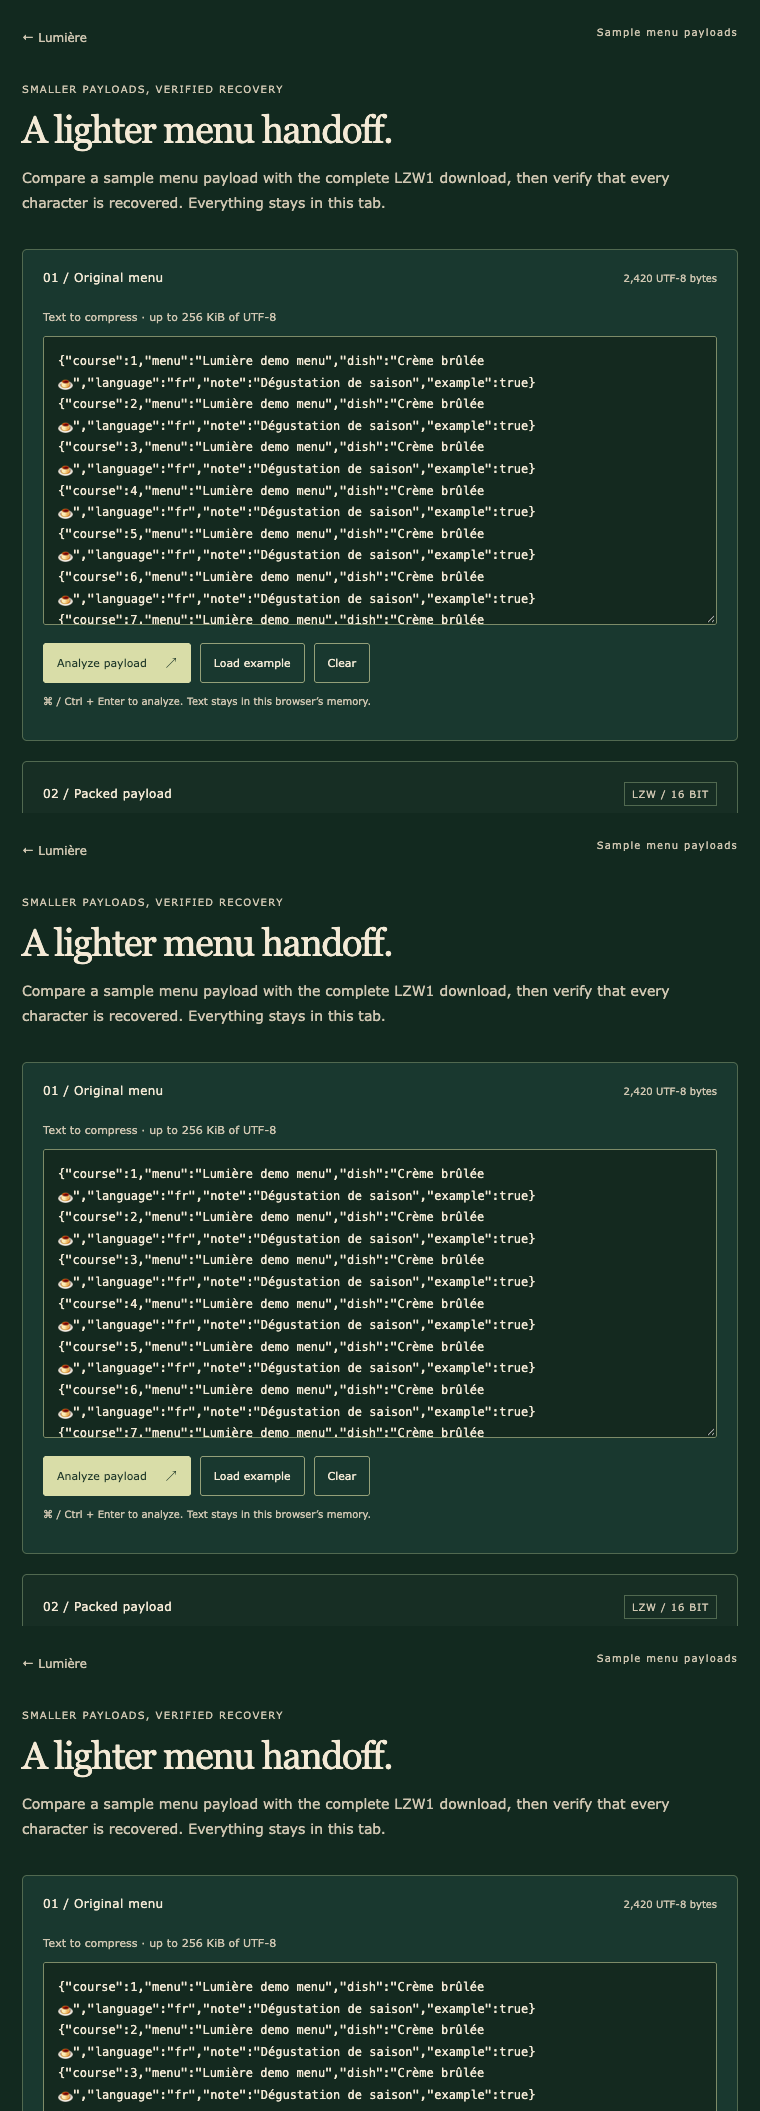 ← Lumière
Sample menu payloads
SMALLER PAYLOADS, VERIFIED RECOVERY
A lighter menu handoff.
Compare a sample menu payload with the complete LZW1 download, then verify that every
character is recovered. Everything stays in this tab.
01 / Original menu
2,420 UTF-8 bytes
Text to compress · up to 256 KiB of UTF-8
{"course":1,"menu":"Lumière demo menu","dish":"Crème brûlée
🍮","language":"fr","note":"Dégustation de saison","example":true}
{"course":2,"menu":"Lumière demo menu","dish":"Crème brûlée
🍮","language":"fr","note":"Dégustation de saison","example":true}
{"course":3,"menu":"Lumière demo menu","dish":"Crème brûlée
🍮","language":"fr","note":"Dégustation de saison","example":true}
{"course":4,"menu":"Lumière demo menu","dish":"Crème brûlée
🍮","language":"fr","note":"Dégustation de saison","example":true}
{"course":5,"menu":"Lumière demo menu","dish":"Crème brûlée
🍮","language":"fr","note":"Dégustation de saison","example":true}
{"course":6,"menu":"Lumière demo menu","dish":"Crème brûlée
🍮","language":"fr","note":"Dégustation de saison","example":true}
{"course":7,"menu":"Lumière demo menu","dish":"Crème brûlée
Analyze payload ↗
Load example
Clear
⌘ / Ctrl + Enter to analyze. Text stays in this browser’s memory.
02 / Packed payload
LZW / 16 BIT
← Lumière
Sample menu payloads
SMALLER PAYLOADS, VERIFIED RECOVERY
A lighter menu handoff.
Compare a sample menu payload with the complete LZW1 download, then verify that every
character is recovered. Everything stays in this tab.
01 / Original menu
2,420 UTF-8 bytes
Text to compress · up to 256 KiB of UTF-8
{"course":1,"menu":"Lumière demo menu","dish":"Crème brûlée
🍮","language":"fr","note":"Dégustation de saison","example":true}
{"course":2,"menu":"Lumière demo menu","dish":"Crème brûlée
🍮","language":"fr","note":"Dégustation de saison","example":true}
{"course":3,"menu":"Lumière demo menu","dish":"Crème brûlée
🍮","language":"fr","note":"Dégustation de saison","example":true}
{"course":4,"menu":"Lumière demo menu","dish":"Crème brûlée
🍮","language":"fr","note":"Dégustation de saison","example":true}
{"course":5,"menu":"Lumière demo menu","dish":"Crème brûlée
🍮","language":"fr","note":"Dégustation de saison","example":true}
{"course":6,"menu":"Lumière demo menu","dish":"Crème brûlée
🍮","language":"fr","note":"Dégustation de saison","example":true}
{"course":7,"menu":"Lumière demo menu","dish":"Crème brûlée
Analyze payload ↗
Load example
Clear
⌘ / Ctrl + Enter to analyze. Text stays in this browser’s memory.
02 / Packed payload
LZW / 16 BIT
← Lumière
Sample menu payloads
SMALLER PAYLOADS, VERIFIED RECOVERY
A lighter menu handoff.
Compare a sample menu payload with the complete LZW1 download, then verify that every
character is recovered. Everything stays in this tab.
01 / Original menu
2,420 UTF-8 bytes
Text to compress · up to 256 KiB of UTF-8
{"course":1,"menu":"Lumière demo menu","dish":"Crème brûlée
🍮","language":"fr","note":"Dégustation de saison","example":true}
{"course":2,"menu":"Lumière demo menu","dish":"Crème brûlée
🍮","language":"fr","note":"Dégustation de saison","example":true}
{"course":3,"menu":"Lumière demo menu","dish":"Crème brûlée
🍮","language":"fr","note":"Dégustation de saison","example":true}